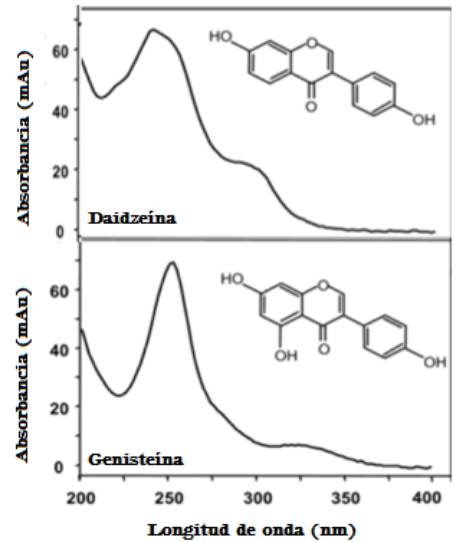 Absorbancia (mAu)
60
40
20
0
HO
O
O
OH
Daidzeína
Absorbancia (mAu)
60
40
20
0
HO
O
OH
O
OH
Genisteína
200 250 300 350 400
Longitud de onda (nm)